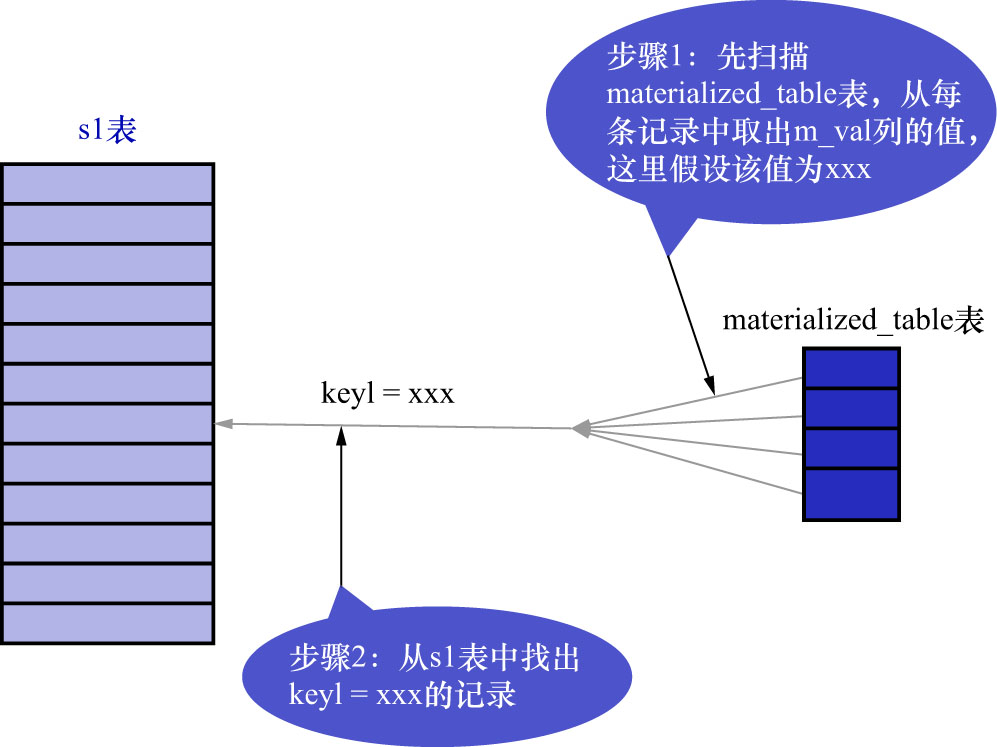 步骤1：先扫描
materialized_table表，从每
条记录中取出m_val列的值，
这里假设该值为xxx
s1表
materialized_table表
keyl = xxx
步骤2：从s1表中找出
keyl = xxx的记录